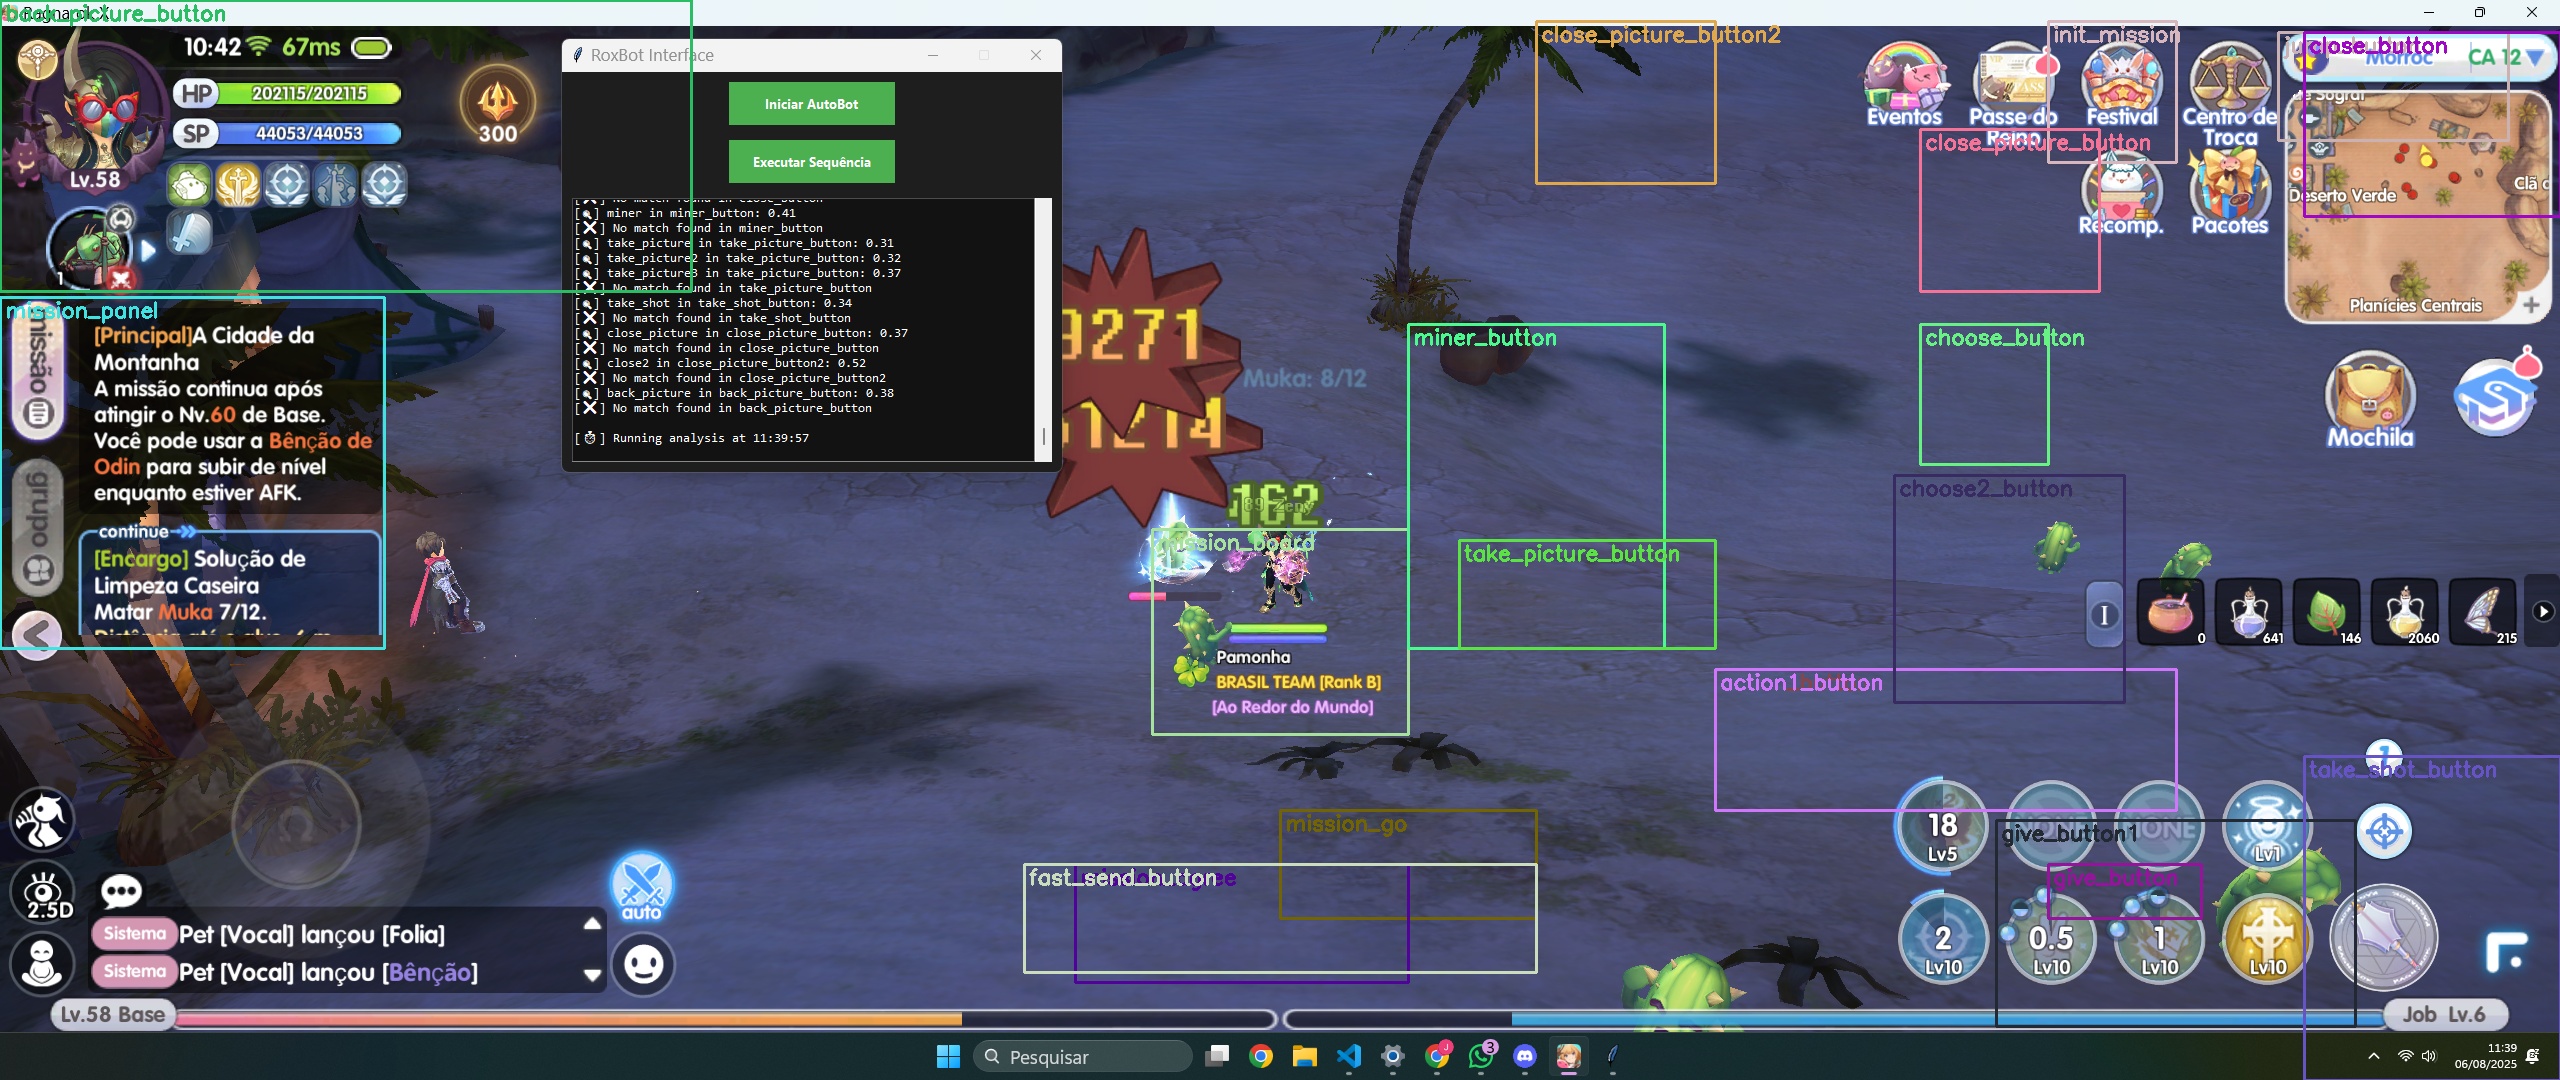 back_picture_button
10:42
67ms
HP 202115/202115
SP 44053/44053
Lv.58
300
1
RoxBot Interface
Iniciar AutoBot
Executar Sequência
No match found in close_button
miner in miner_button: 0.41
No match found in miner_button
take_picture in take_picture_button: 0.31
take_picture2 in take_picture_button: 0.32
take_picture3 in take_picture_button: 0.37
No match found in take_picture_button
take_shot in take_shot_button: 0.34
No match found in take_shot_button
close_picture in close_picture_button: 0.37
No match found in close_picture_button
close2 in close_picture_button2: 0.52
No match found in close_picture_button2
back_picture in back_picture_button: 0.38
No match found in back_picture_button
Running analysis at 11:39:57
close_picture_button2
init_mission
close_button
Morroc
CA 12
Eventos
Passe do
Reino
Festival
Centro de
Troca
close_picture_button
Recomp.
Pacotes
Deserto Verde
Planícies Centrais
mission_panel
missão
grupo
[Principal]A Cidade da
Montanha
A missão continua após
atingir o Nv.60 de Base.
Você pode usar a Bênção de
Odin para subir de nível
enquanto estiver AFK.
continue
[Encargo] Solução de
Limpeza Caseira
Matar Muka 7/12.
9271
Muka: 8/12
162
miner_button
choose_button
Mochila
choose2_button
mission_board
take_picture_button
I
0
641
146
2060
215
Pamonha
BRASIL TEAM [Rank B]
[Ao Redor do Mundo]
action1_button
take_shot_button
mission_go
18
Lv5
NONE
give_button1
Lv1
fast_send_button
give_button
2.5D
auto
Sistema Pet [Vocal] lançou [Folia]
Sistema Pet [Vocal] lançou [Bênção]
2
Lv10
0.5
Lv10
1
Lv10
Lv10
Lv.58 Base
Job Lv.6
Pesquisar
3
11:39
06/08/2025